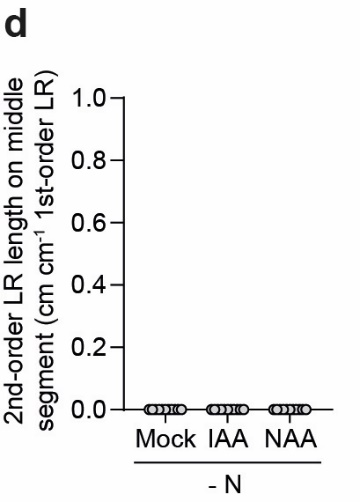 d
2nd-order LR length on middle
segment (cm cm⁻¹ 1st-order LR)
1.0
0.8
0.6
0.4
0.2
0.0
Mock IAA NAA
- N